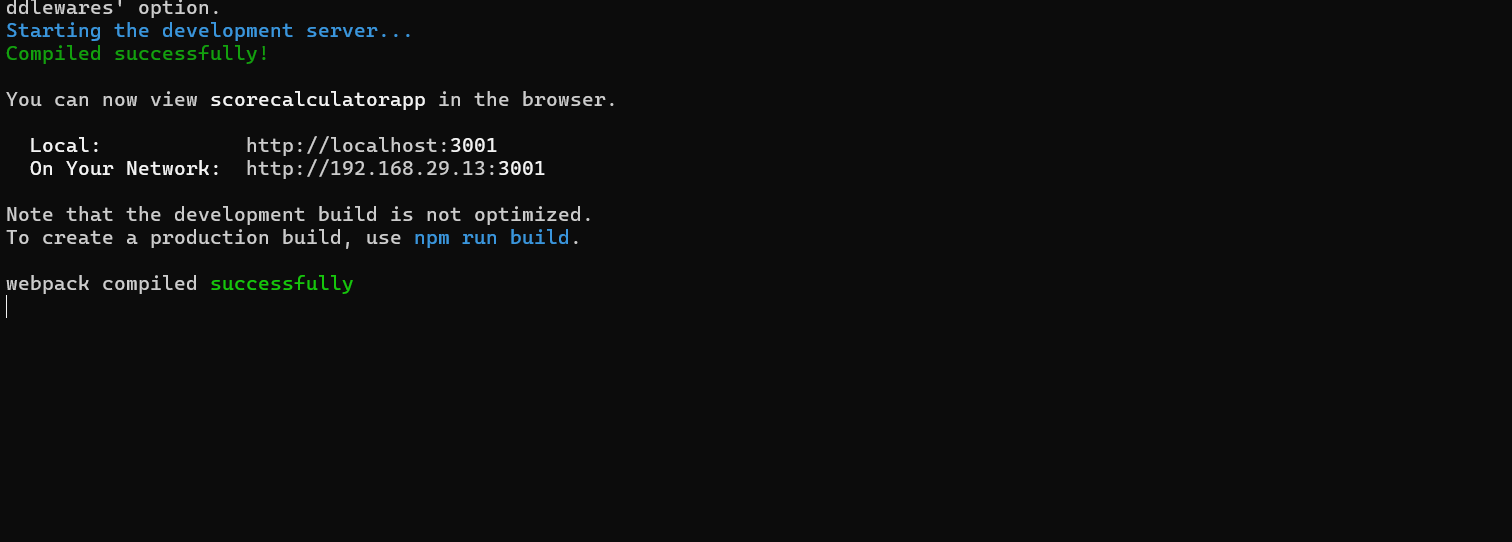 ddlewares' option.
Starting the development server...
Compiled successfully!
You can now view scorecalculatorapp in the browser.
Local: http://localhost:3001
On Your Network: http://192.168.29.13:3001
Note that the development build is not optimized.
To create a production build, use npm run build.
webpack compiled successfully